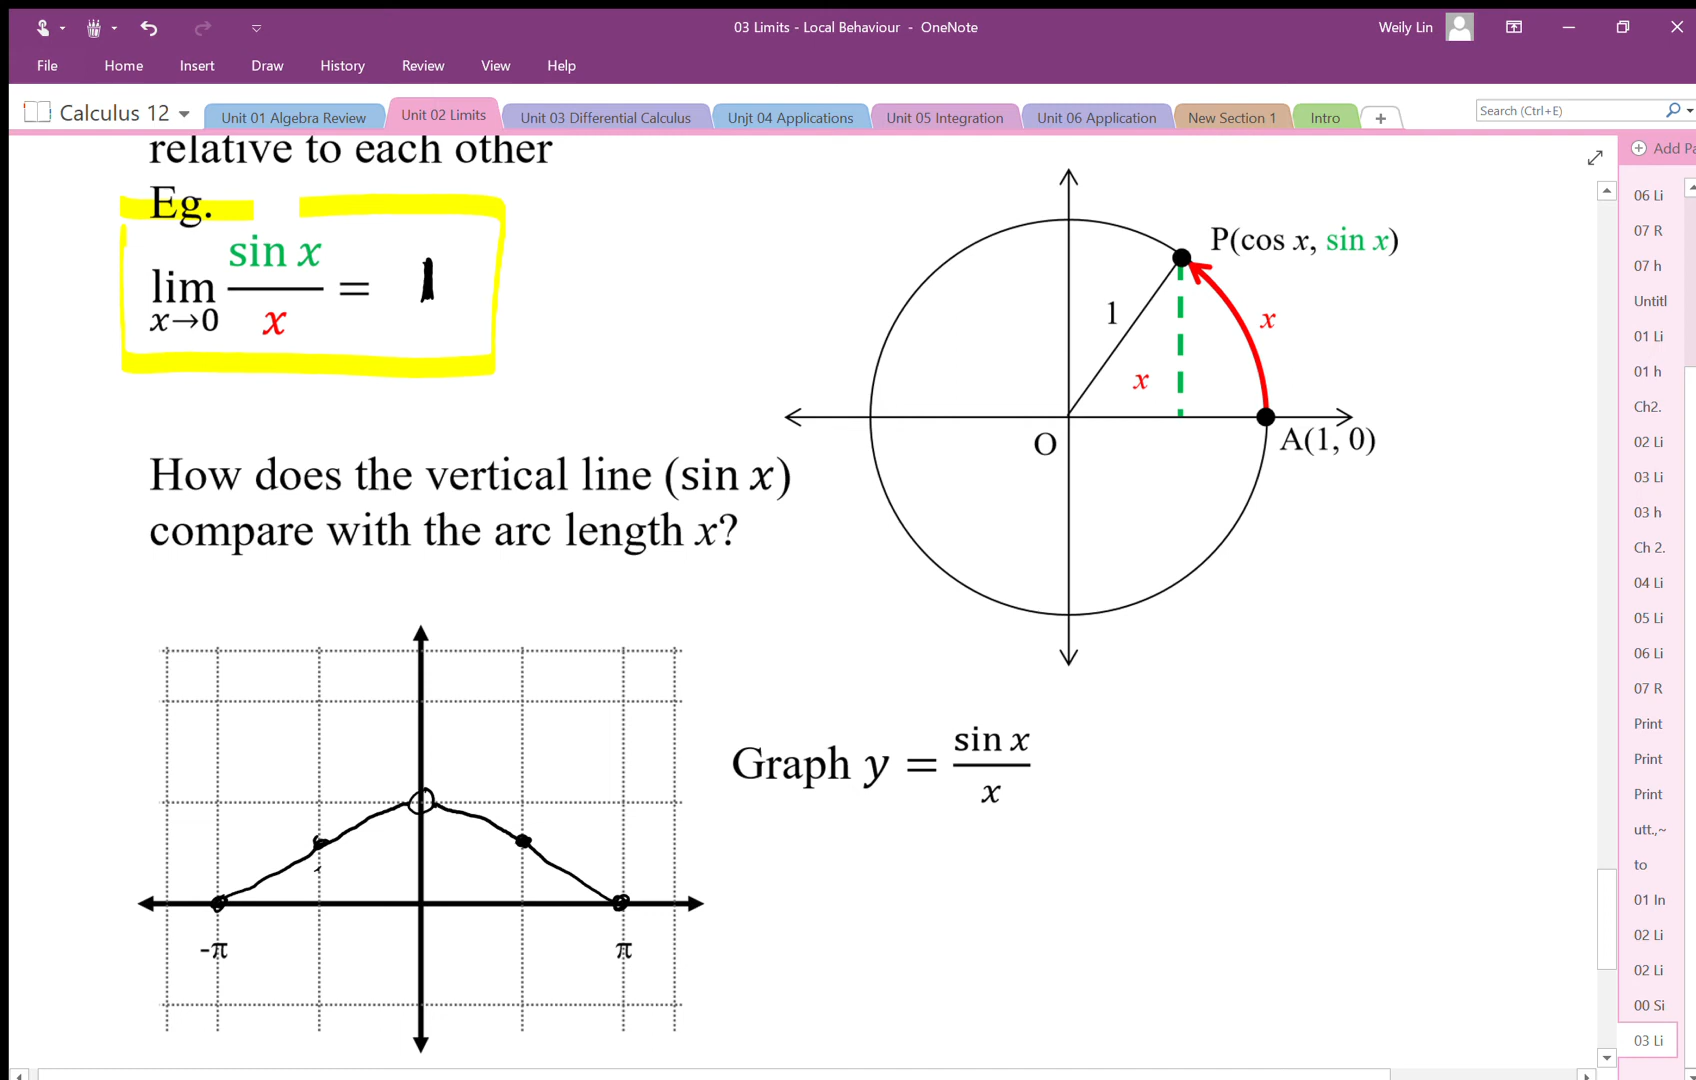 03 Limits - Local Behaviour - OneNote
Weily Lin
File Home Insert Draw History Review View Help
Calculus 12
Unit 01 Algebra Review
Unit 02 Limits
Unit 03 Differential Calculus
Unjt 04 Applications
Unit 05 Integration
Unit 06 Application
New Section 1
Intro
Search (Ctrl+E)
Add Pa
relative to each other
Eg.
lim x→0 sin x / x = 1
P(cos x, sin x)
1
x
x
O
A(1, 0)
How does the vertical line (sin x)
compare with the arc length x?
Graph y = sin x / x
-π
π
06 Li
07 R
07 h
Untitl
01 Li
01 h
Ch2.
02 Li
03 Li
03 h
Ch 2.
04 Li
05 Li
06 Li
07 R
Print
Print
Print
utt.,~
to
01 In
02 Li
02 Li
00 Si
03 Li